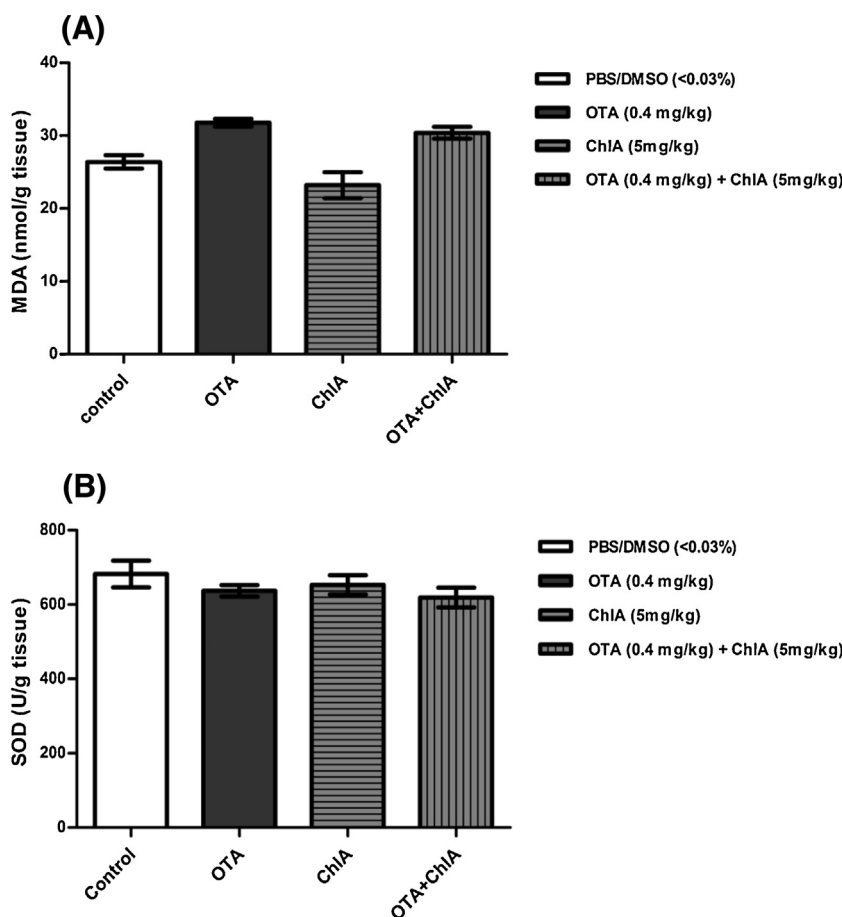 (A)
MDA (nmol/g tissue)
40
30
20
10
0
control
OTA
ChlA
OTA+ChlA
PBS/DMSO (<0.03%)
OTA (0.4 mg/kg)
ChlA (5mg/kg)
OTA (0.4 mg/kg) + ChlA (5mg/kg)
(B)
SOD (U/g tissue)
800
600
400
200
0
Control
OTA
ChlA
OTA+ChlA
PBS/DMSO (<0.03%)
OTA (0.4 mg/kg)
ChlA (5mg/kg)
OTA (0.4 mg/kg) + ChlA (5mg/kg)